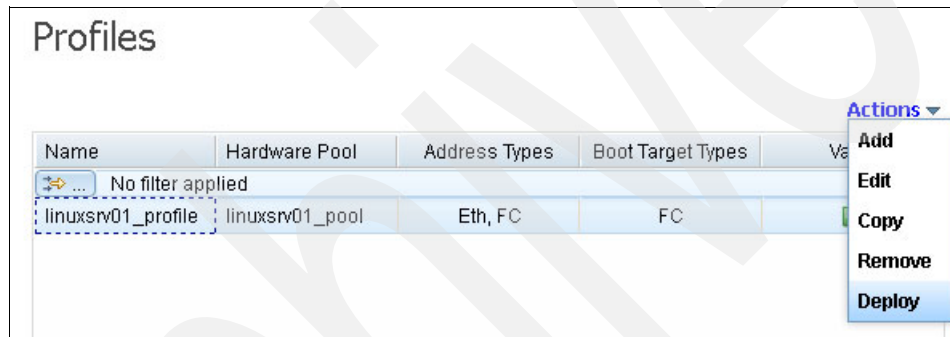 Profiles
Actions
Name Hardware Pool Address Types Boot Target Types Va
... No filter applied
linuxsrv01_profile linuxsrv01_pool Eth, FC FC
Add
Edit
Copy
Remove
Deploy